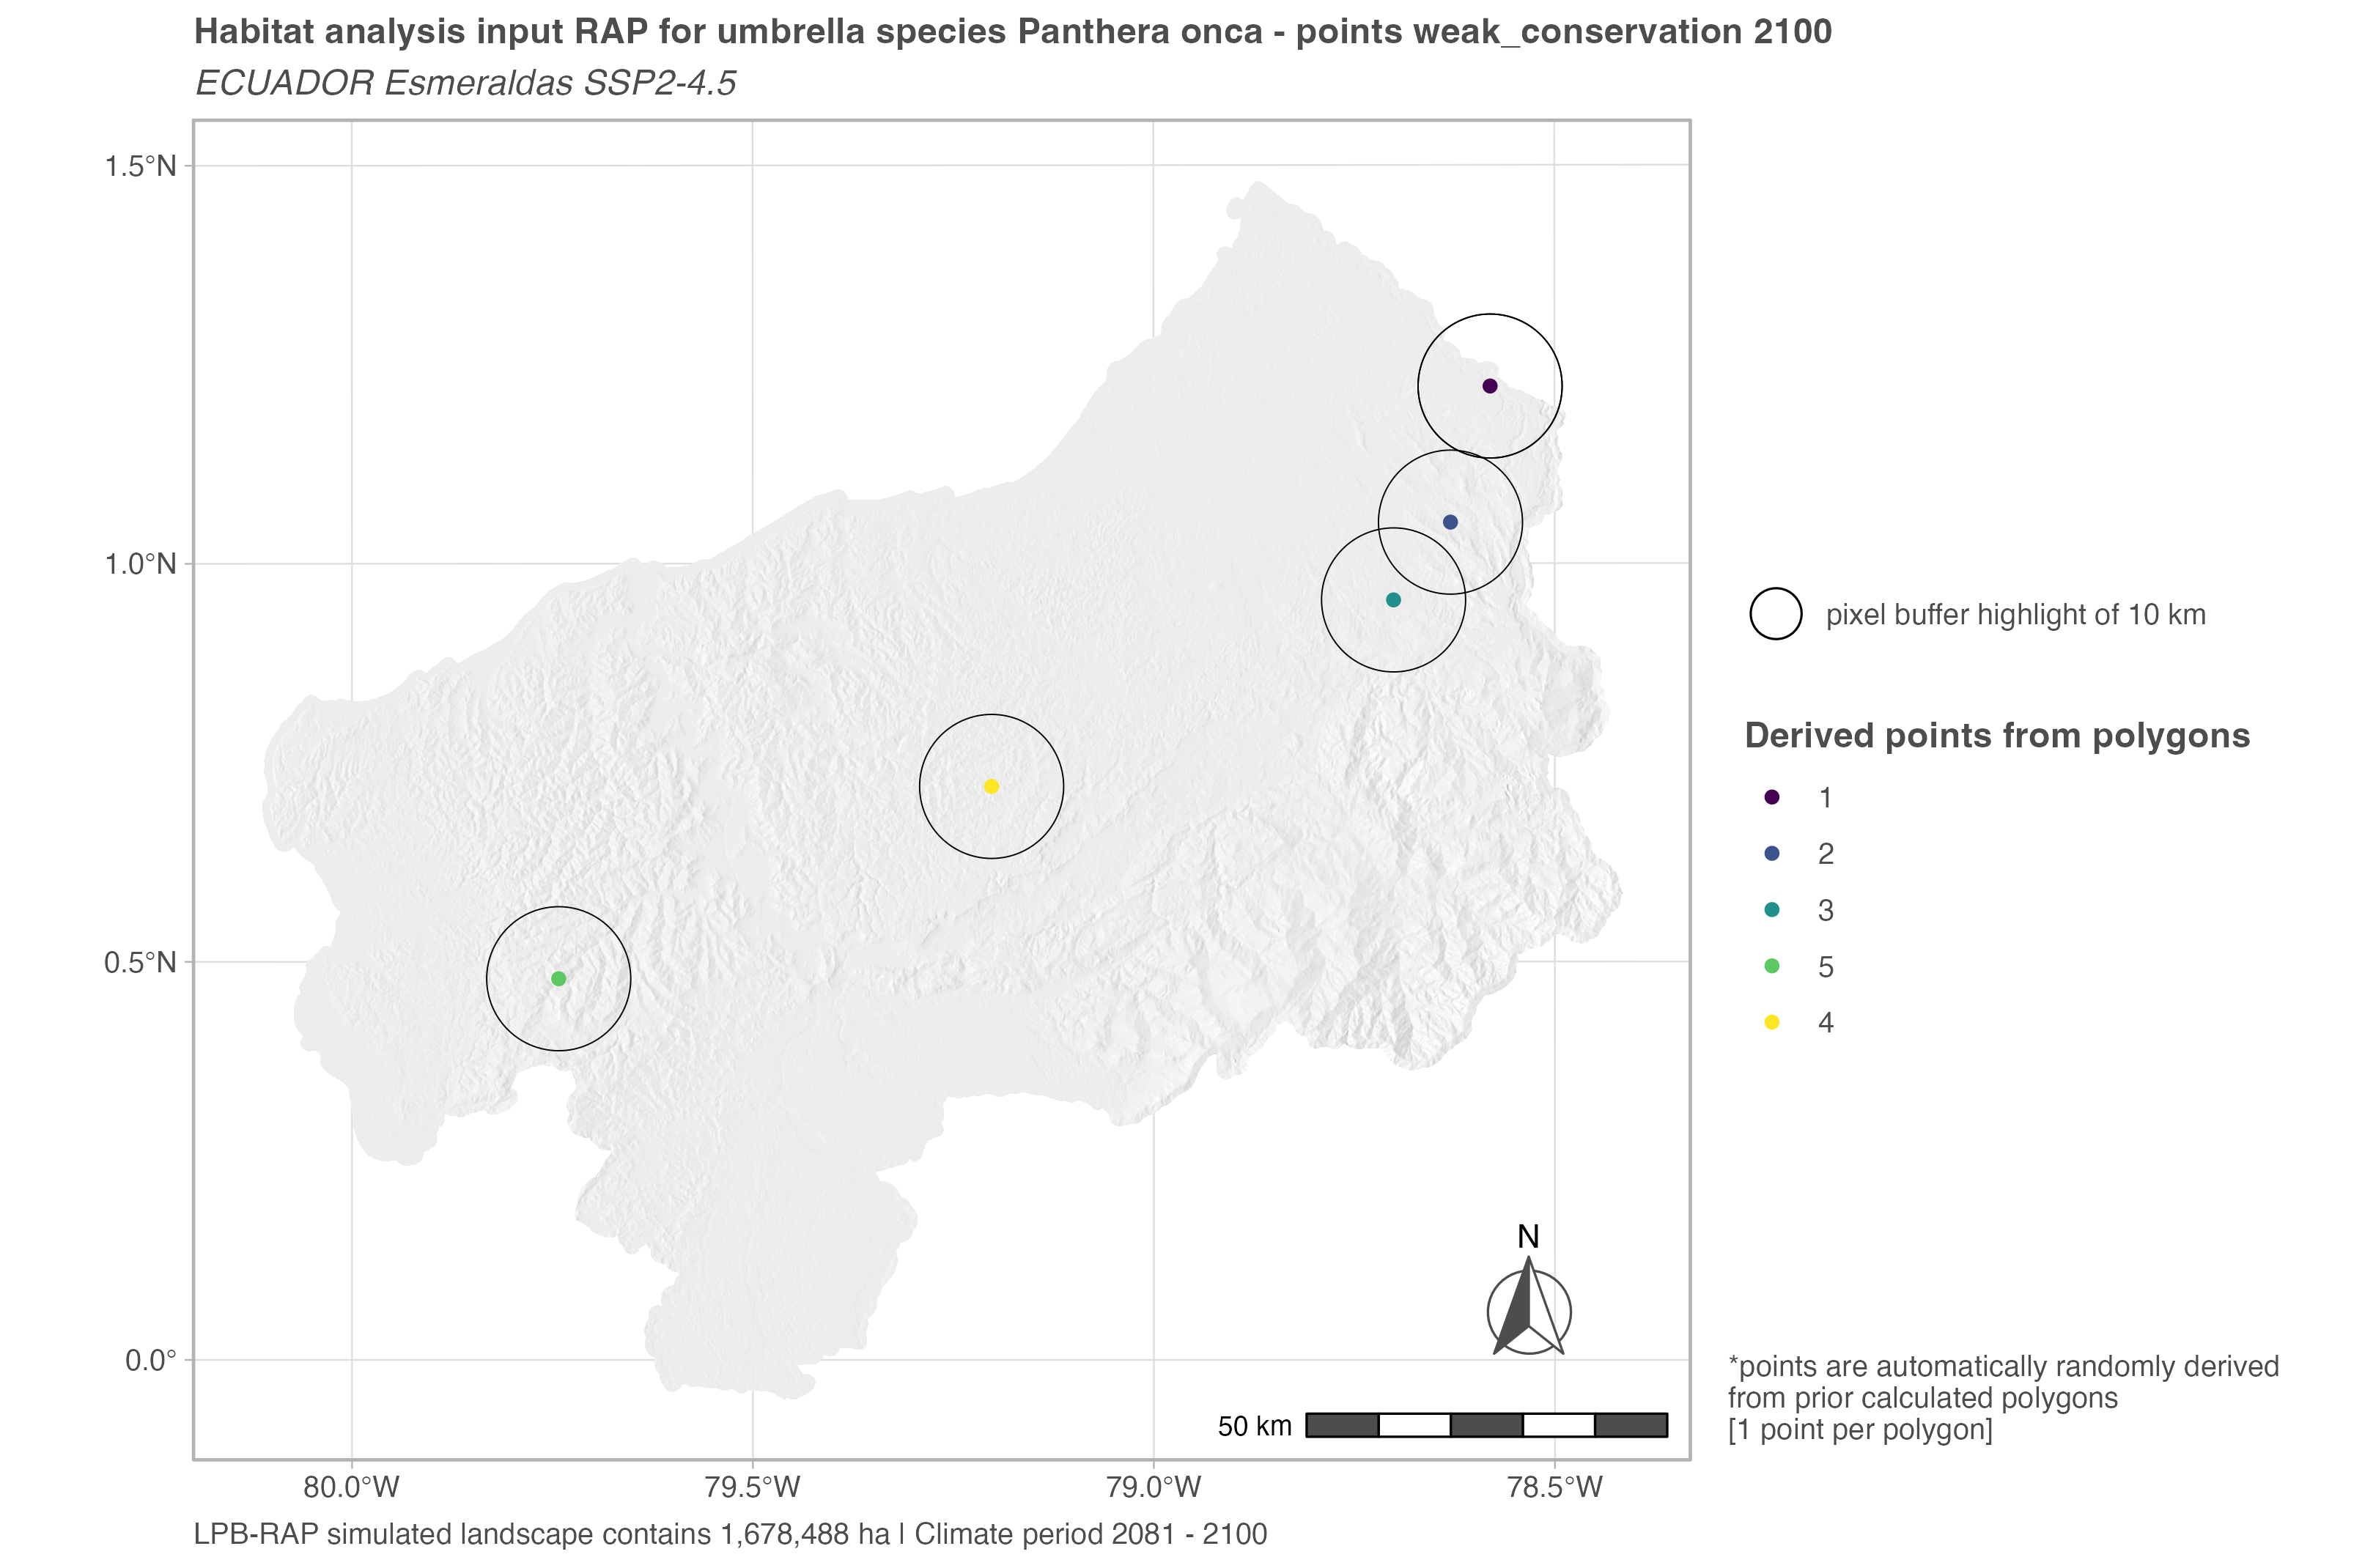 Habitat analysis input RAP for umbrella species Panthera onca - points weak_conservation 2100
ECUADOR Esmeraldas SSP2-4.5
1.5°N
1.0°N
0.5°N
0.0°
80.0°W
79.5°W
79.0°W
78.5°W
N
50 km
pixel buffer highlight of 10 km
Derived points from polygons
1
2
3
5
4
*points are automatically randomly derived
from prior calculated polygons
[1 point per polygon]
LPB-RAP simulated landscape contains 1,678,488 ha | Climate period 2081 - 2100